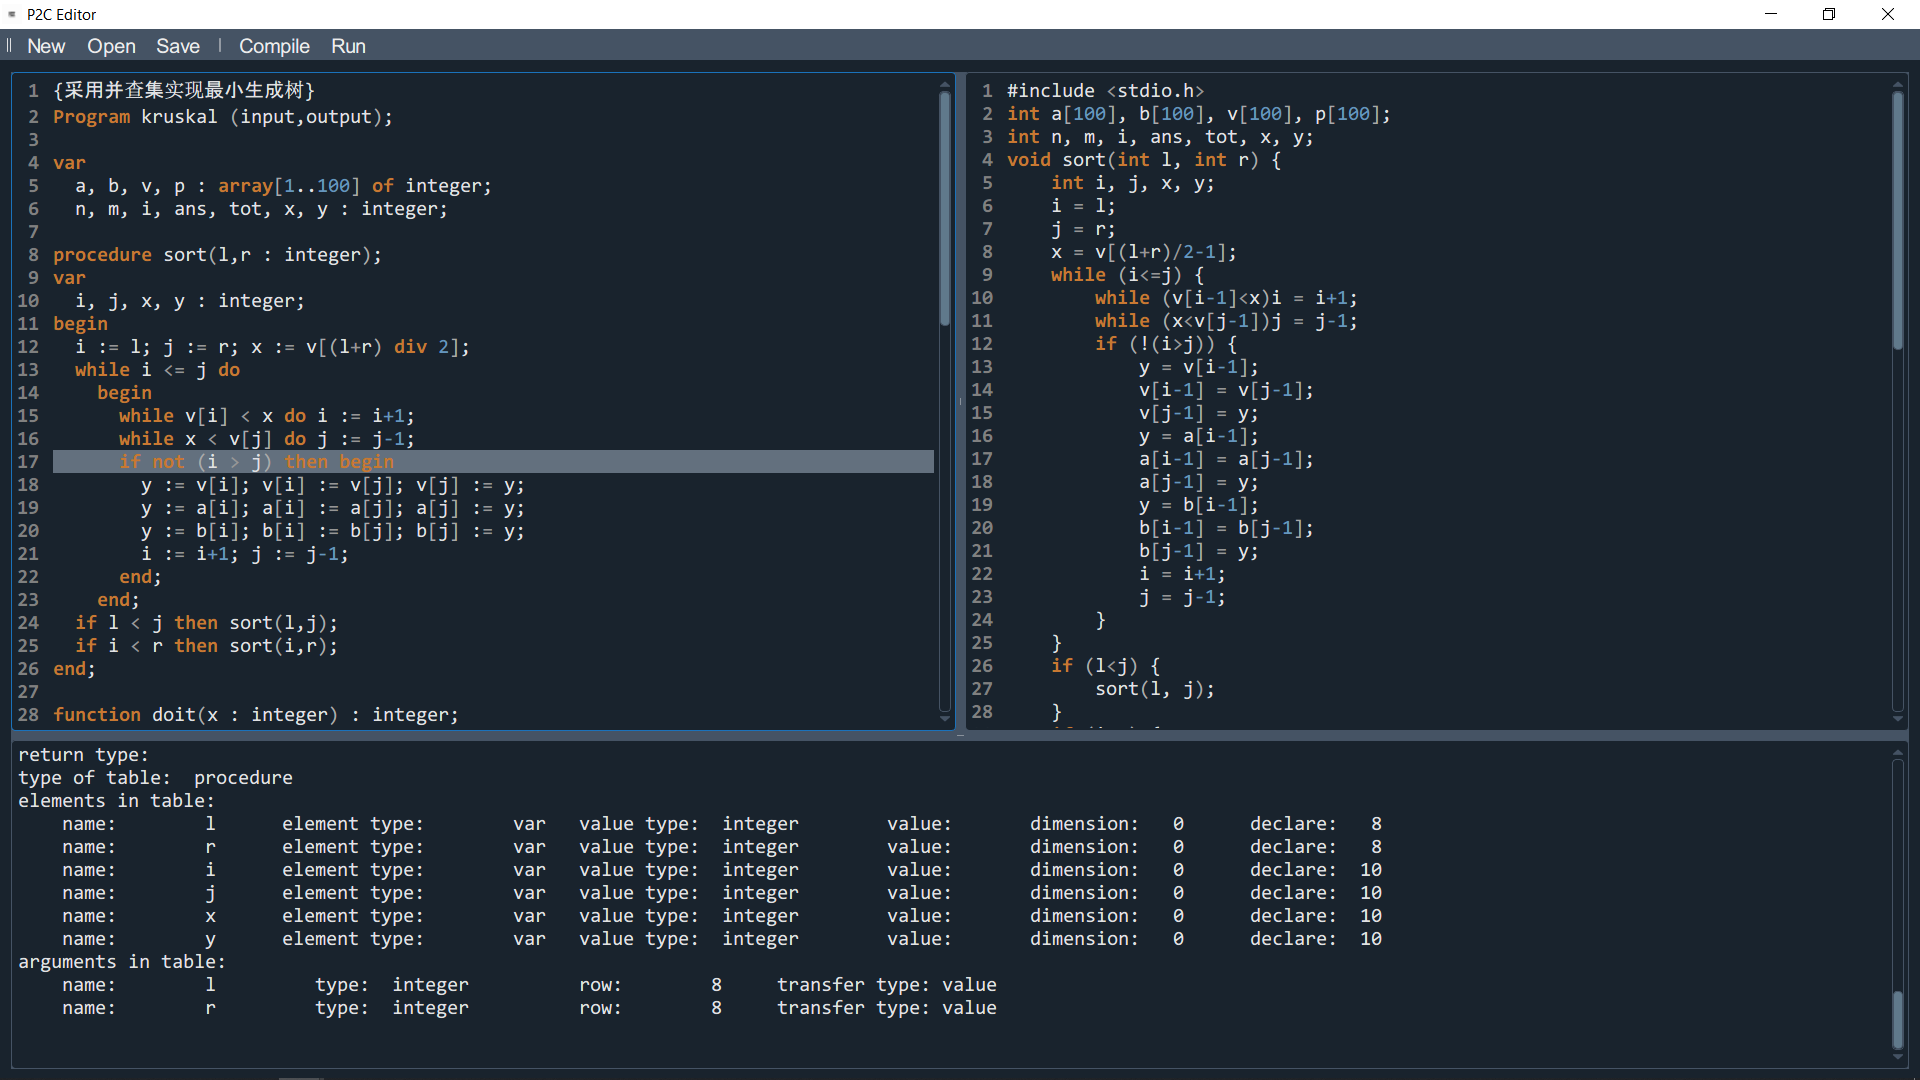 P2C Editor
New Open Save Compile Run
1 {采用并查集实现最小生成树}
2 Program kruskal (input,output);
3
4 var
5   a, b, v, p : array[1..100] of integer;
6   n, m, i, ans, tot, x, y : integer;
7
8 procedure sort(l,r : integer);
9 var
10   i, j, x, y : integer;
11 begin
12   i := l; j := r; x := v[(l+r) div 2];
13   while i <= j do
14     begin
15       while v[i] < x do i := i+1;
16       while x < v[j] do j := j-1;
17       if not (i > j) then begin
18         y := v[i]; v[i] := v[j]; v[j] := y;
19         y := a[i]; a[i] := a[j]; a[j] := y;
20         y := b[i]; b[i] := b[j]; b[j] := y;
21         i := i+1; j := j-1;
22       end;
23     end;
24   if l < j then sort(l,j);
25   if i < r then sort(i,r);
26 end;
27
28 function doit(x : integer) : integer;
1 #include <stdio.h>
2 int a[100], b[100], v[100], p[100];
3 int n, m, i, ans, tot, x, y;
4 void sort(int l, int r) {
5     int i, j, x, y;
6     i = l;
7     j = r;
8     x = v[(l+r)/2-1];
9     while (i<=j) {
10         while (v[i-1]<x)i = i+1;
11         while (x<v[j-1])j = j-1;
12         if (!(i>j)) {
13             y = v[i-1];
14             v[i-1] = v[j-1];
15             v[j-1] = y;
16             y = a[i-1];
17             a[i-1] = a[j-1];
18             a[j-1] = y;
19             y = b[i-1];
20             b[i-1] = b[j-1];
21             b[j-1] = y;
22             i = i+1;
23             j = j-1;
24         }
25     }
26     if (l<j) {
27         sort(l, j);
28     }
return type:
type of table:  procedure
elements in table:
    name: l element type: var value type: integer value: dimension: 0 declare: 8
    name: r element type: var value type: integer value: dimension: 0 declare: 8
    name: i element type: var value type: integer value: dimension: 0 declare: 10
    name: j element type: var value type: integer value: dimension: 0 declare: 10
    name: x element type: var value type: integer value: dimension: 0 declare: 10
    name: y element type: var value type: integer value: dimension: 0 declare: 10
arguments in table:
    name: l type: integer row: 8 transfer type: value
    name: r type: integer row: 8 transfer type: value